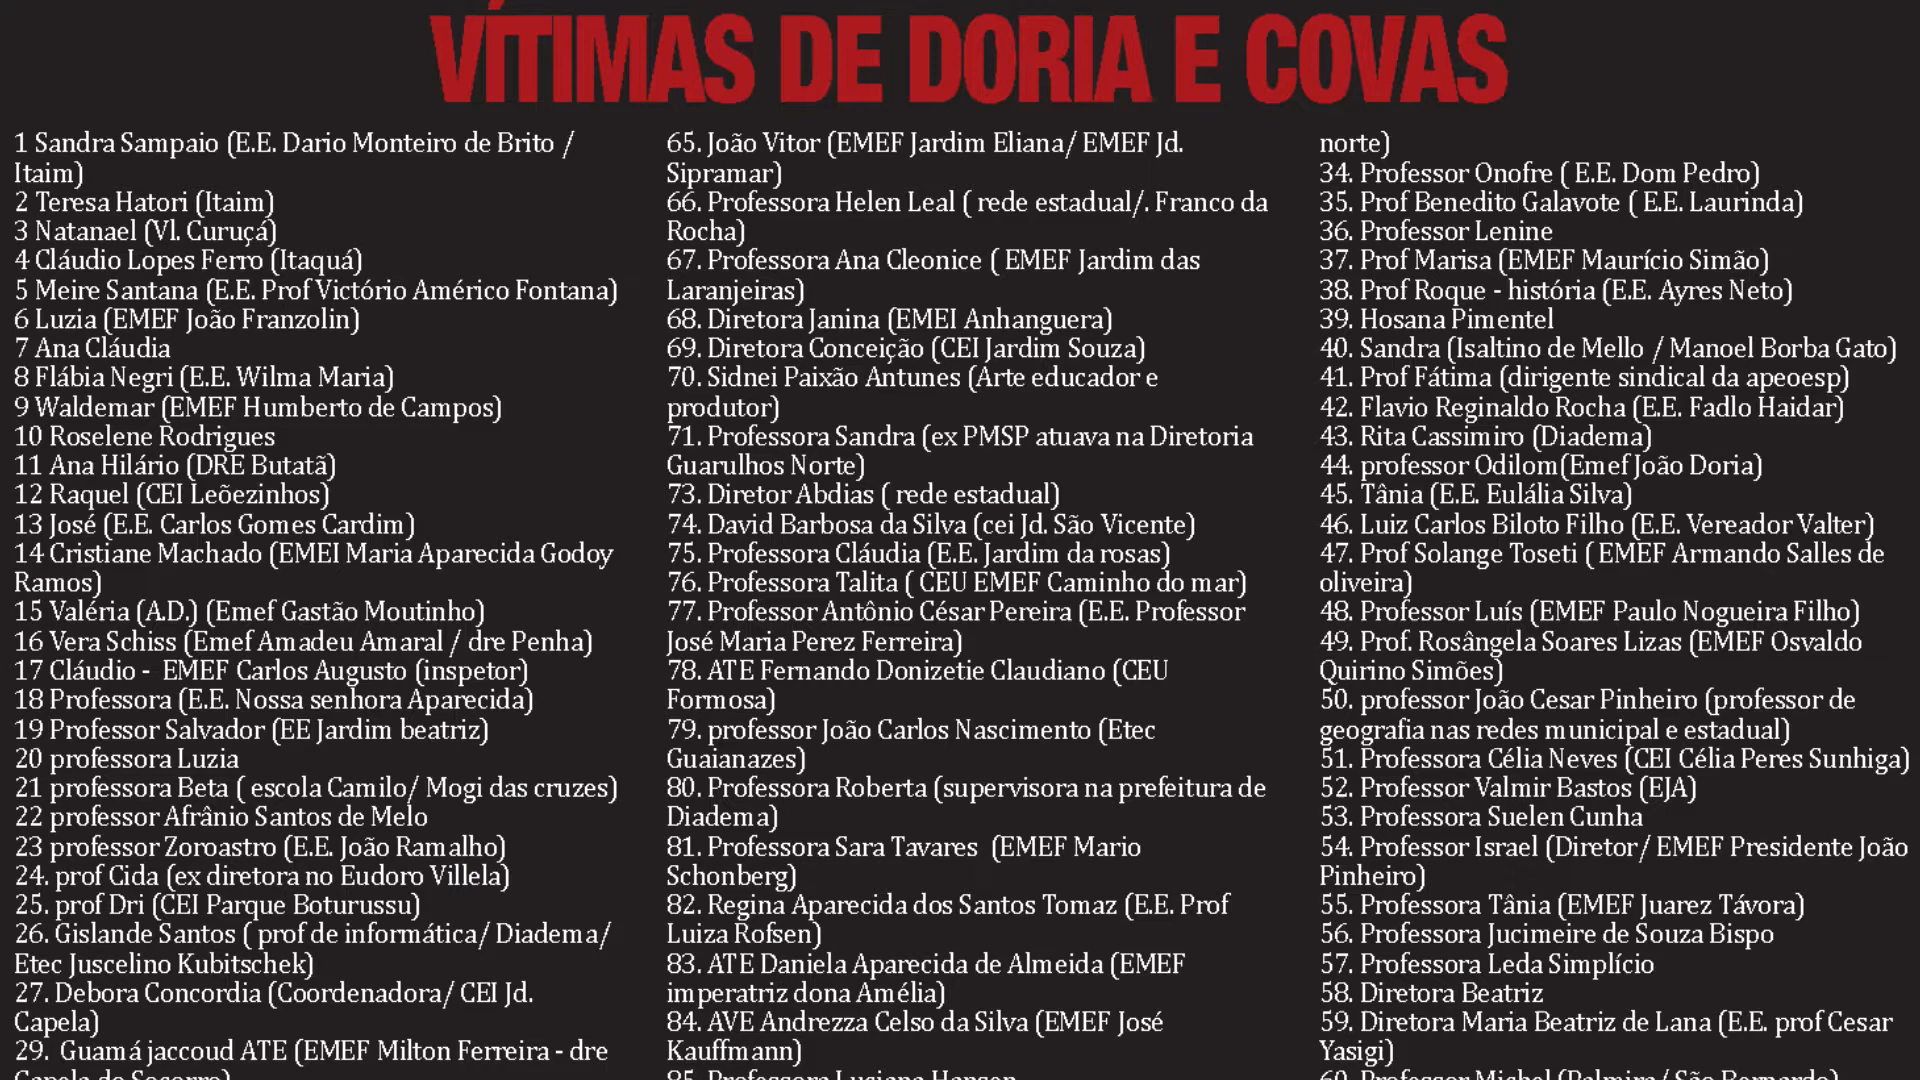 VÍTIMAS DE DORIA E COVAS
1 Sandra Sampaio (E.E. Dario Monteiro de Brito /
Itaim)
2 Teresa Hatori (Itaim)
3 Natanael (Vl. Curuçá)
4 Cláudio Lopes Ferro (Itaquá)
5 Meire Santana (E.E. Prof Victório Américo Fontana)
6 Luzia (EMEF João Franzolin)
7 Ana Cláudia
8 Flábia Negri (E.E. Wilma Maria)
9 Waldemar (EMEF Humberto de Campos)
10 Roselene Rodrigues
11 Ana Hilário (DRE Butatã)
12 Raquel (CEI Leõezinhos)
13 José (E.E. Carlos Gomes Cardim)
14 Cristiane Machado (EMEI Maria Aparecida Godoy
Ramos)
15 Valéria (A.D.) (Emef Gastão Moutinho)
16 Vera Schiss (Emef Amadeu Amaral / dre Penha)
17 Cláudio -  EMEF Carlos Augusto (inspetor)
18 Professora (E.E. Nossa senhora Aparecida)
19 Professor Salvador (EE Jardim beatriz)
20 professora Luzia
21 professora Beta ( escola Camilo/ Mogi das cruzes)
22 professor Afrânio Santos de Melo
23 professor Zoroastro (E.E. João Ramalho)
24. prof Cida (ex diretora no Eudoro Villela)
25. prof Dri (CEI Parque Boturussu)
26. Gislande Santos ( prof de informática/ Diadema/
Etec Juscelino Kubitschek)
27. Debora Concordia (Coordenadora/ CEI Jd.
Capela)
29.  Guamá jaccoud ATE (EMEF Milton Ferreira - dre
Capela do Socorro)
65. João Vitor (EMEF Jardim Eliana/ EMEF Jd.
Sipramar)
66. Professora Helen Leal ( rede estadual/. Franco da
Rocha)
67. Professora Ana Cleonice ( EMEF Jardim das
Laranjeiras)
68. Diretora Janina (EMEI Anhanguera)
69. Diretora Conceição (CEI Jardim Souza)
70. Sidnei Paixão Antunes (Arte educador e
produtor)
71. Professora Sandra (ex PMSP atuava na Diretoria
Guarulhos Norte)
73. Diretor Abdias ( rede estadual)
74. David Barbosa da Silva (cei Jd. São Vicente)
75. Professora Cláudia (E.E. Jardim da rosas)
76. Professora Talita ( CEU EMEF Caminho do mar)
77. Professor Antônio César Pereira (E.E. Professor
José Maria Perez Ferreira)
78. ATE Fernando Donizetie Claudiano (CEU
Formosa)
79. professor João Carlos Nascimento (Etec
Guaianazes)
80. Professora Roberta (supervisora na prefeitura de
Diadema)
81. Professora Sara Tavares  (EMEF Mario
Schonberg)
82. Regina Aparecida dos Santos Tomaz (E.E. Prof
Luiza Rofsen)
83. ATE Daniela Aparecida de Almeida (EMEF
imperatriz dona Amélia)
84. AVE Andrezza Celso da Silva (EMEF José
Kauffmann)
85. Professora Luciana Hansen
norte)
34. Professor Onofre ( E.E. Dom Pedro)
35. Prof Benedito Galavote ( E.E. Laurinda)
36. Professor Lenine
37. Prof Marisa (EMEF Maurício Simão)
38. Prof Roque - história (E.E. Ayres Neto)
39. Hosana Pimentel
40. Sandra (Isaltino de Mello / Manoel Borba Gato)
41. Prof Fátima (dirigente sindical da apeoesp)
42. Flavio Reginaldo Rocha (E.E. Fadlo Haidar)
43. Rita Cassimiro (Diadema)
44. professor Odilom(Emef João Doria)
45. Tânia (E.E. Eulália Silva)
46. Luiz Carlos Biloto Filho (E.E. Vereador Valter)
47. Prof Solange Toseti ( EMEF Armando Salles de
oliveira)
48. Professor Luís (EMEF Paulo Nogueira Filho)
49. Prof. Rosângela Soares Lizas (EMEF Osvaldo
Quirino Simões)
50. professor João Cesar Pinheiro (professor de
geografia nas redes municipal e estadual)
51. Professora Célia Neves (CEI Célia Peres Sunhiga)
52. Professor Valmir Bastos (EJA)
53. Professora Suelen Cunha
54. Professor Israel (Diretor/ EMEF Presidente João
Pinheiro)
55. Professora Tânia (EMEF Juarez Távora)
56. Professora Jucimeire de Souza Bispo
57. Professora Leda Simplício
58. Diretora Beatriz
59. Diretora Maria Beatriz de Lana (E.E. prof Cesar
Yasigi)
60. Professor Michel (Palmira/ São Bernardo)